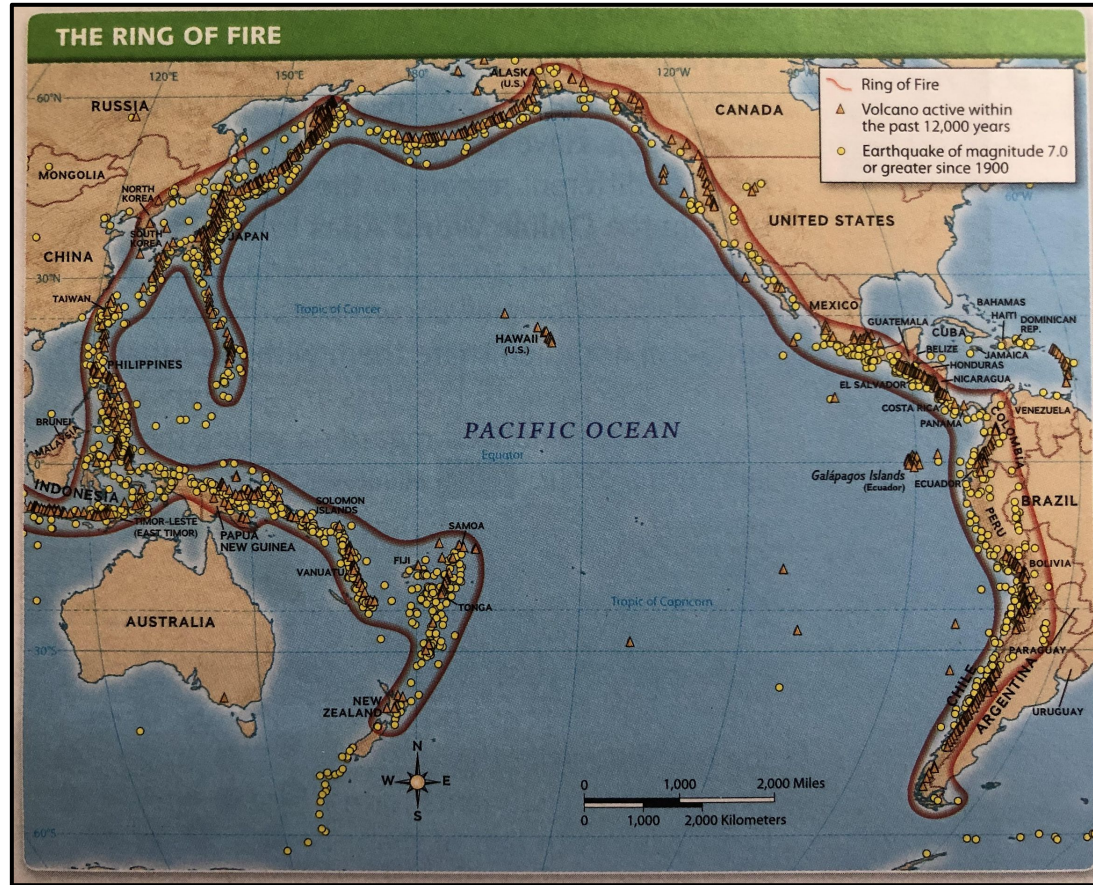 THE RING OF FIRE
120°E
150°E
180°
120°W
90°W
60°N
30°N
30°S
60°S
60°W
Ring of Fire
Volcano active within
the past 12,000 years
Earthquake of magnitude 7.0
or greater since 1900
RUSSIA
ALASKA
(U.S.)
CANADA
MONGOLIA
NORTH
KOREA
SOUTH
KOREA
JAPAN
CHINA
UNITED STATES
TAIWAN
Tropic of Cancer
HAWAII
(U.S.)
MEXICO
BAHAMAS
HAITI
DOMINICAN
REP.
GUATEMALA
CUBA
BELIZE
JAMAICA
HONDURAS
NICARAGUA
EL SALVADOR
COSTA RICA
PANAMA
VENEZUELA
COLOMBIA
PHILIPPINES
BRUNEI
MALAYSIA
PACIFIC OCEAN
Equator
Galápagos Islands
(Ecuador)
ECUADOR
INDONESIA
SOLOMON
ISLANDS
TIMOR-LESTE
(EAST TIMOR)
PAPUA
NEW GUINEA
SAMOA
PERU
BRAZIL
VANUATU
FIJI
BOLIVIA
TONGA
Tropic of Capricorn
AUSTRALIA
PARAGUAY
CHILE
ARGENTINA
URUGUAY
NEW
ZEALAND
N
W
E
S
0
1,000
2,000 Miles
0
1,000
2,000 Kilometers